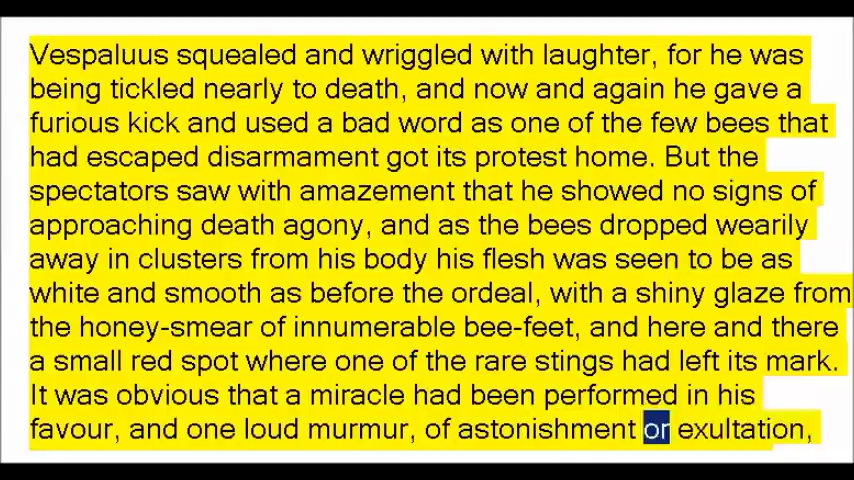 Vespaluus squealed and wriggled with laughter, for he was
being tickled nearly to death, and now and again he gave a
furious kick and used a bad word as one of the few bees that
had escaped disarmament got its protest home. But the
spectators saw with amazement that he showed no signs of
approaching death agony, and as the bees dropped wearily
away in clusters from his body his flesh was seen to be as
white and smooth as before the ordeal, with a shiny glaze from
the honey-smear of innumerable bee-feet, and here and there
a small red spot where one of the rare stings had left its mark.
It was obvious that a miracle had been performed in his
favour, and one loud murmur, of astonishment or exultation,